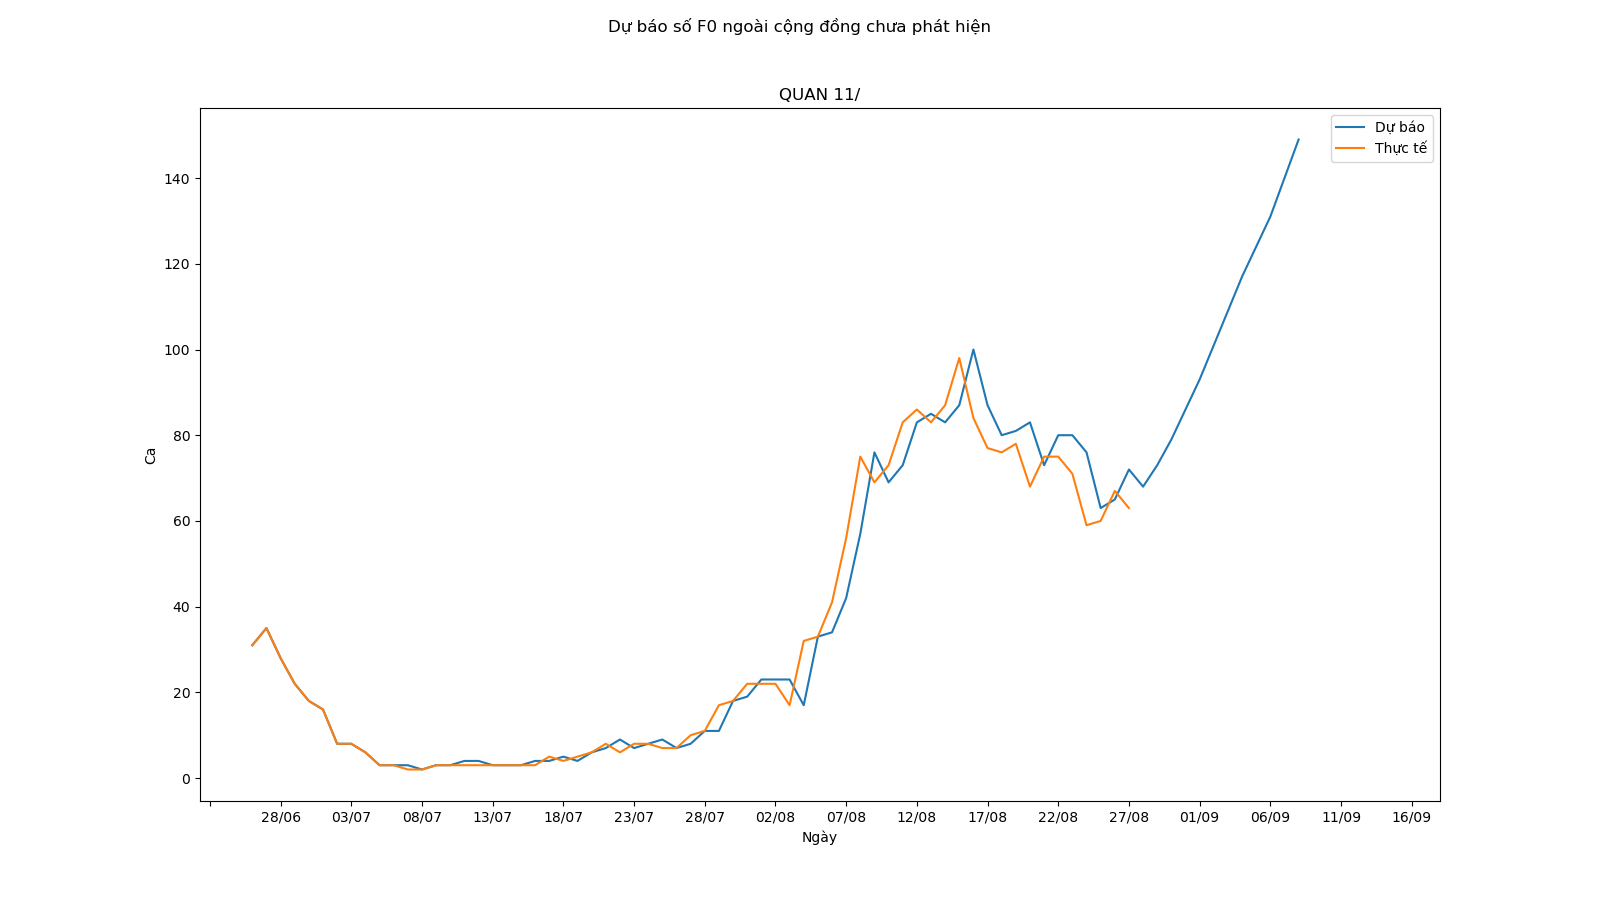 Dự báo số F0 ngoài cộng đồng chưa phát hiện
QUAN 11/
Dự báo
Thực tế
140
120
100
80
60
40
20
0
Ca
28/06 03/07 08/07 13/07 18/07 23/07 28/07 02/08 07/08 12/08 17/08 22/08 27/08 01/09 06/09 11/09 16/09
Ngày